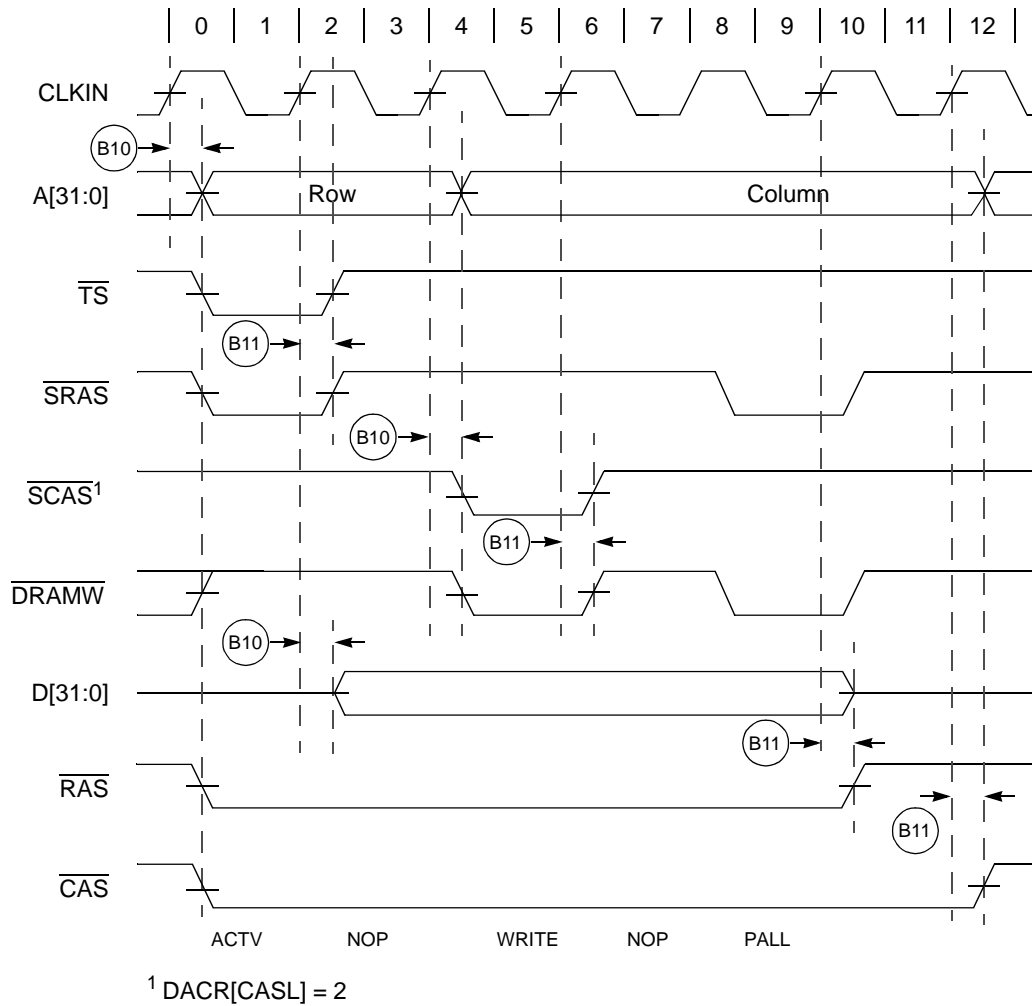 0 1 2 3 4 5 6 7 8 9 10 11 12
CLKIN
B10
A[31:0] Row Column
TS
B11
SRAS
B10
SCAS1
B11
DRAMW
B10
D[31:0]
B11
RAS
B11
CAS
ACTV NOP WRITE NOP PALL
1 DACR[CASL] = 2